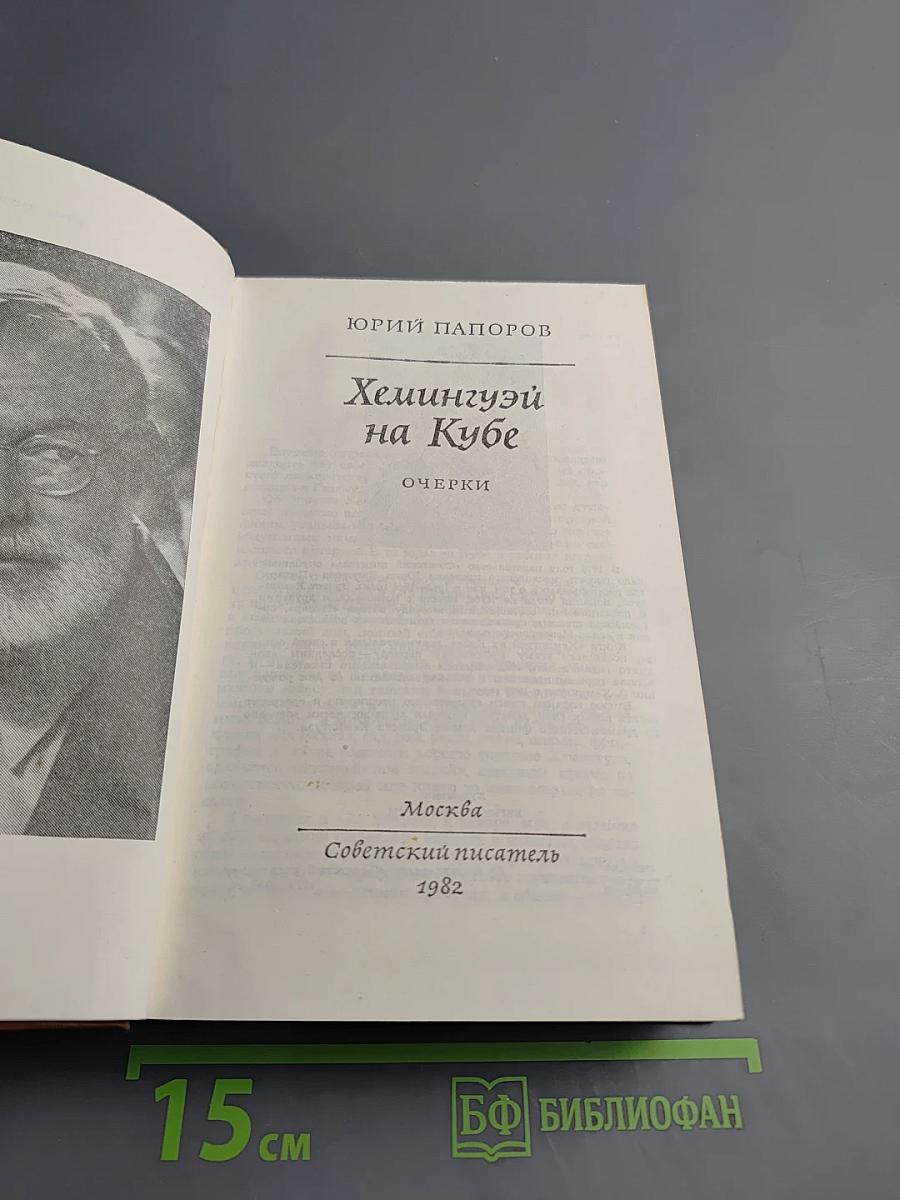 ЮРИЙ ПАПОРОВ
Хемингуэй
на Кубе
ОЧЕРКИ
Москва
Советский писатель
1982
15 см
БФ БИБЛИОФАН